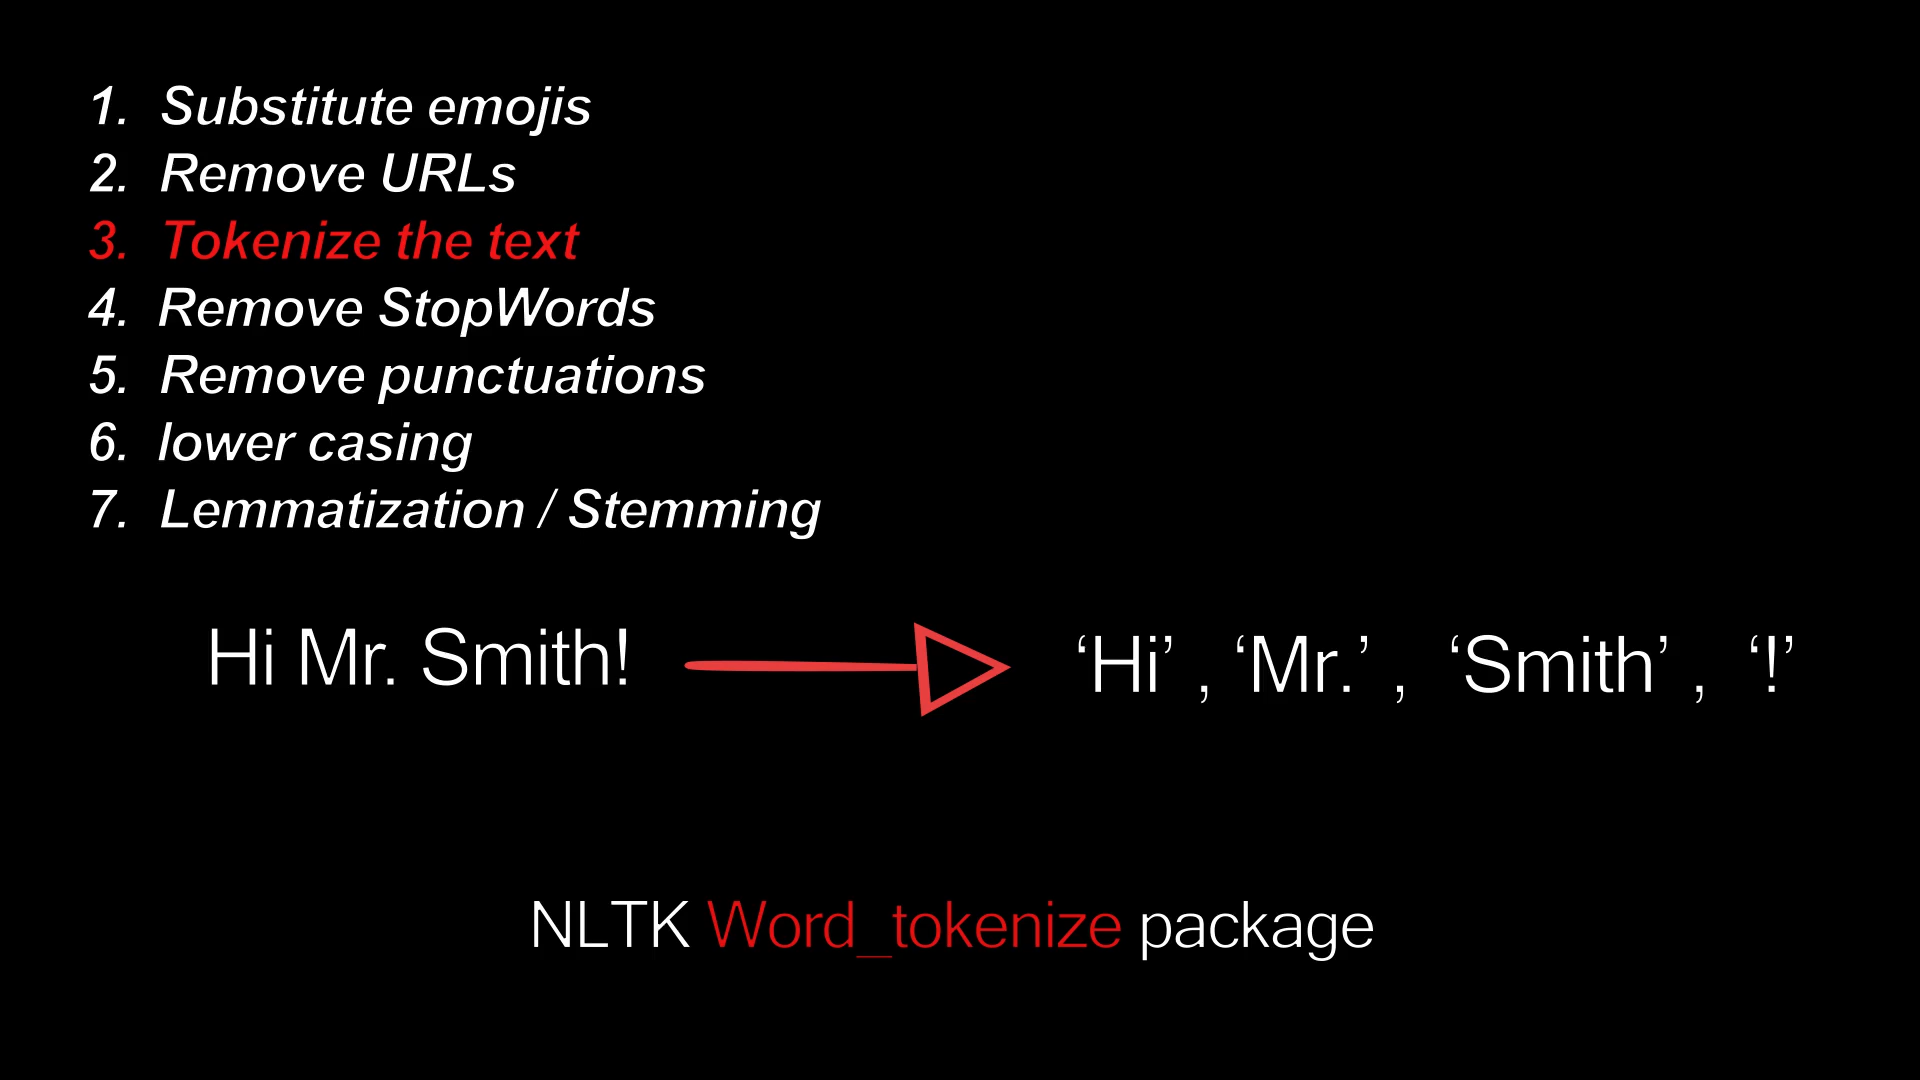 1. Substitute emojis
2. Remove URLs
3. Tokenize the text
4. Remove StopWords
5. Remove punctuations
6. lower casing
7. Lemmatization / Stemming
Hi Mr. Smith! ‘Hi’ , ‘Mr.’ , ‘Smith’ , ‘!’
NLTK Word_tokenize package